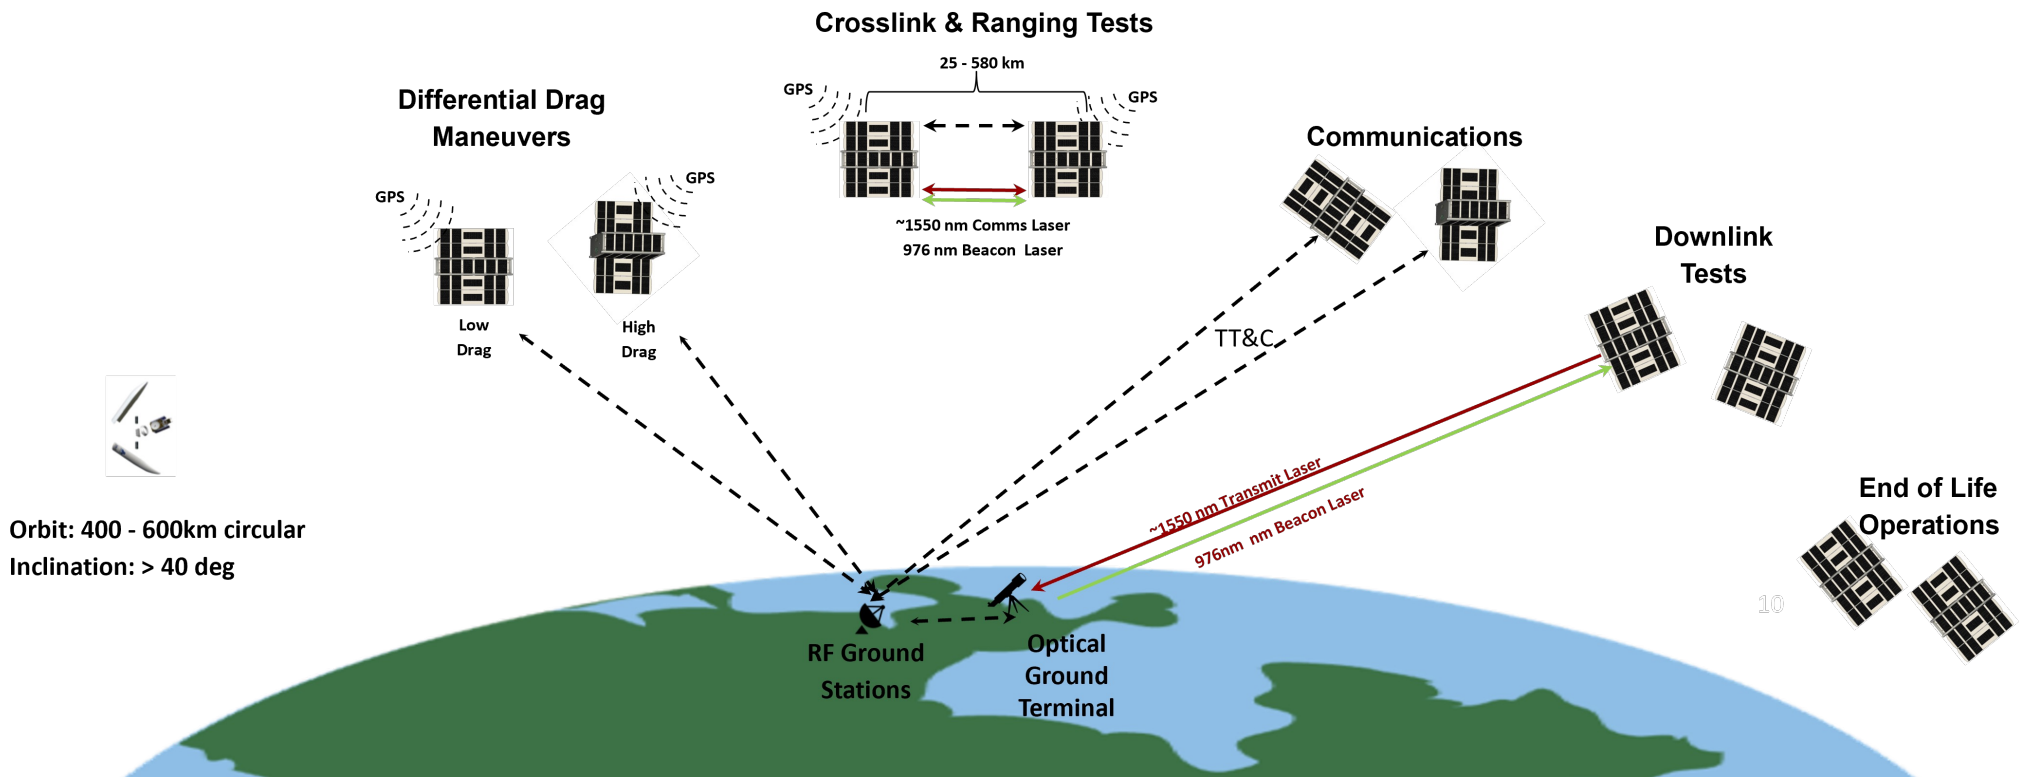 Crosslink & Ranging Tests
25 - 580 km
GPS
GPS
~1550 nm Comms Laser
976 nm Beacon  Laser
Differential Drag
Maneuvers
GPS
GPS
Low
Drag
High
Drag
Communications
TT&C
Downlink
Tests
~1550 nm Transmit Laser
976nm  nm Beacon Laser
End of Life
Operations
10
Orbit: 400 - 600km circular
Inclination: > 40 deg
RF Ground
Stations
Optical
Ground
Terminal